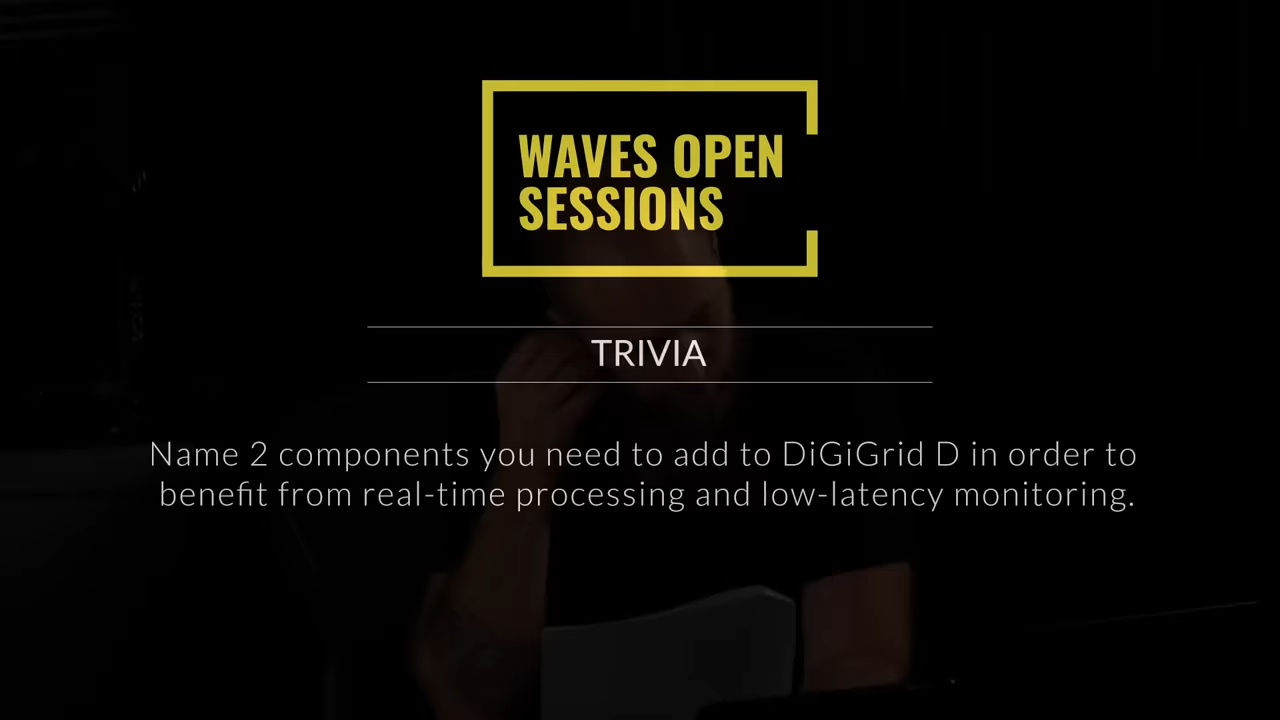 WAVES OPEN
SESSIONS
TRIVIA
Name 2 components you need to add to DiGiGrid D in order to
benefit from real-time processing and low-latency monitoring.